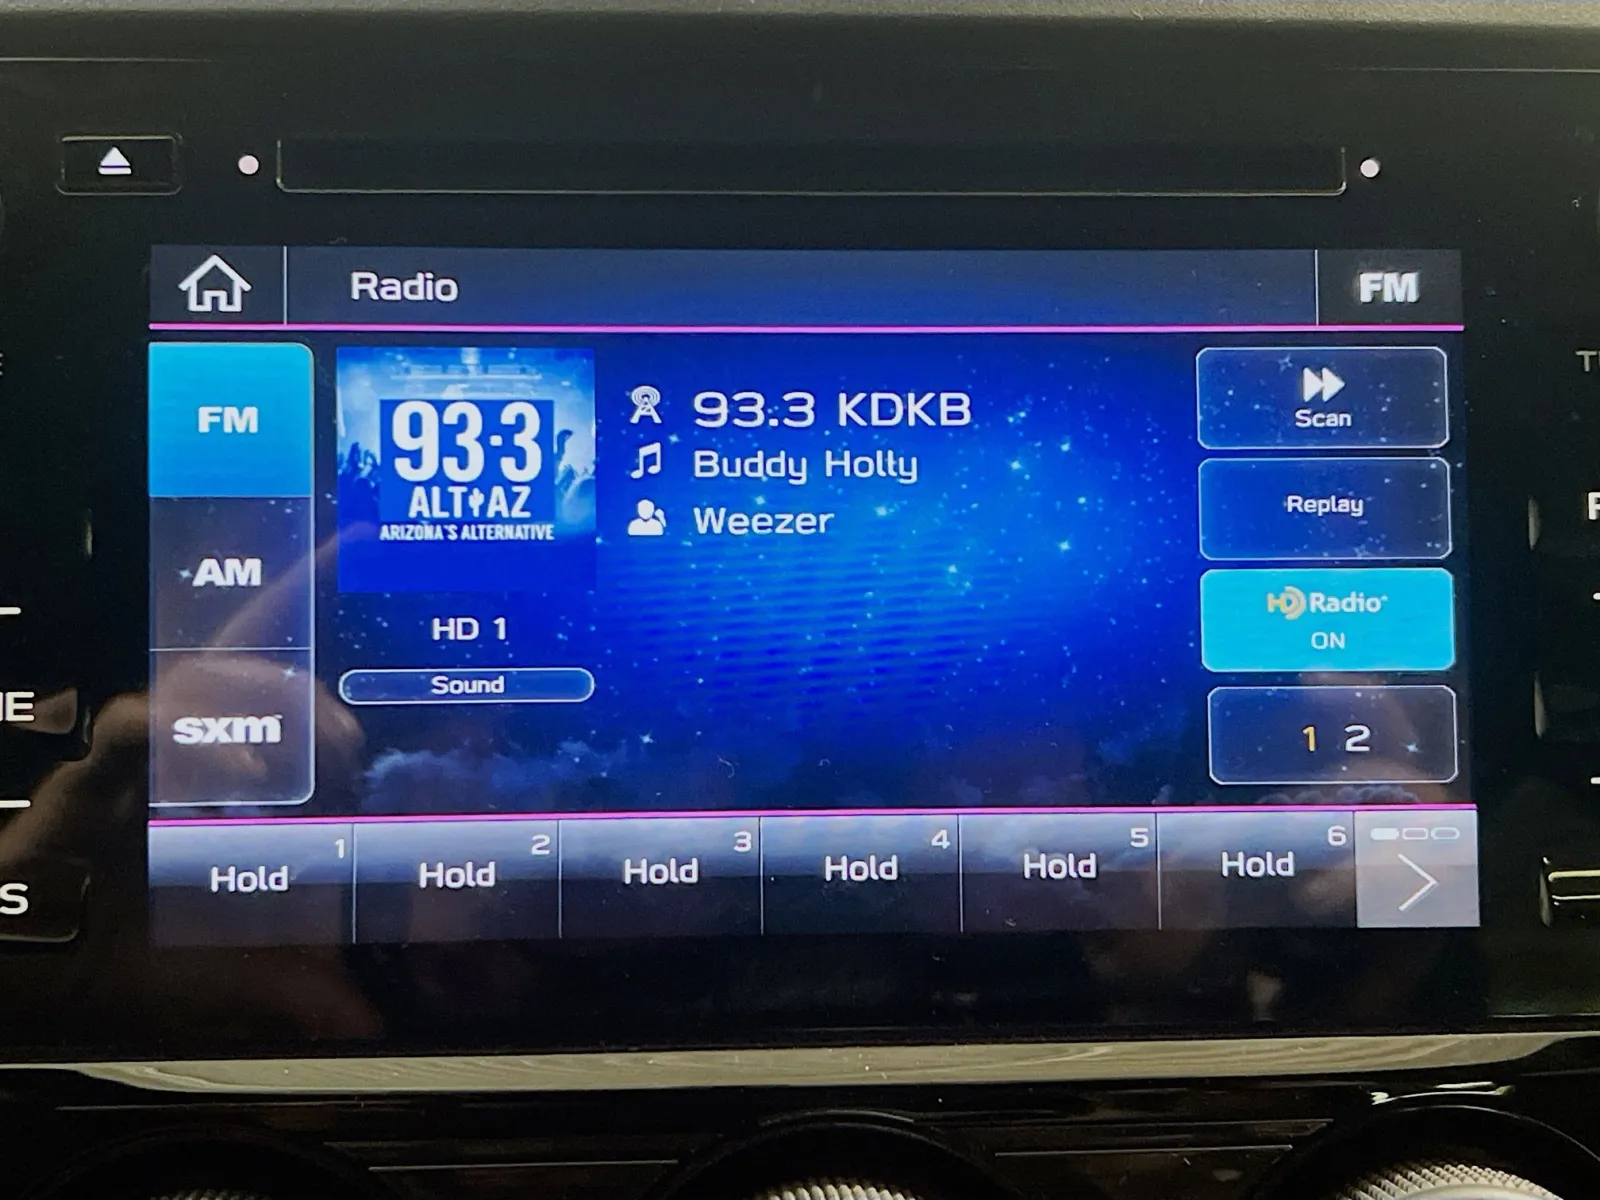 Radio
FM
FM
AM
sxm
93.3
ALT AZ
ARIZONA'S ALTERNATIVE
HD 1
Sound
93.3 KDKB
Buddy Holly
Weezer
Scan
Replay
HD Radio
ON
1 2
1
Hold
2
Hold
3
Hold
4
Hold
5
Hold
6
Hold